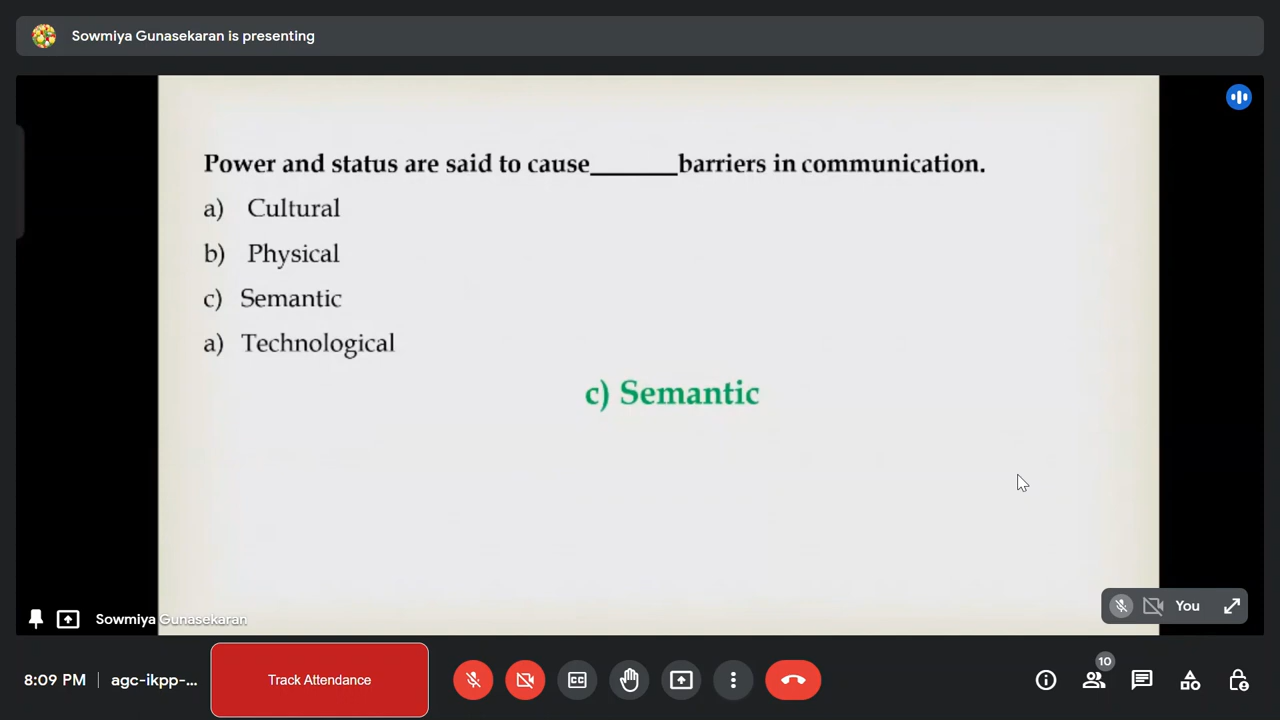 Sowmiya Gunasekaran is presenting
Power and status are said to cause_______barriers in communication.
a) Cultural
b) Physical
c) Semantic
a) Technological
c) Semantic
Sowmiya Gunasekaran
You
8:09 PM | agc-ikpp-...
Track Attendance
CC
10